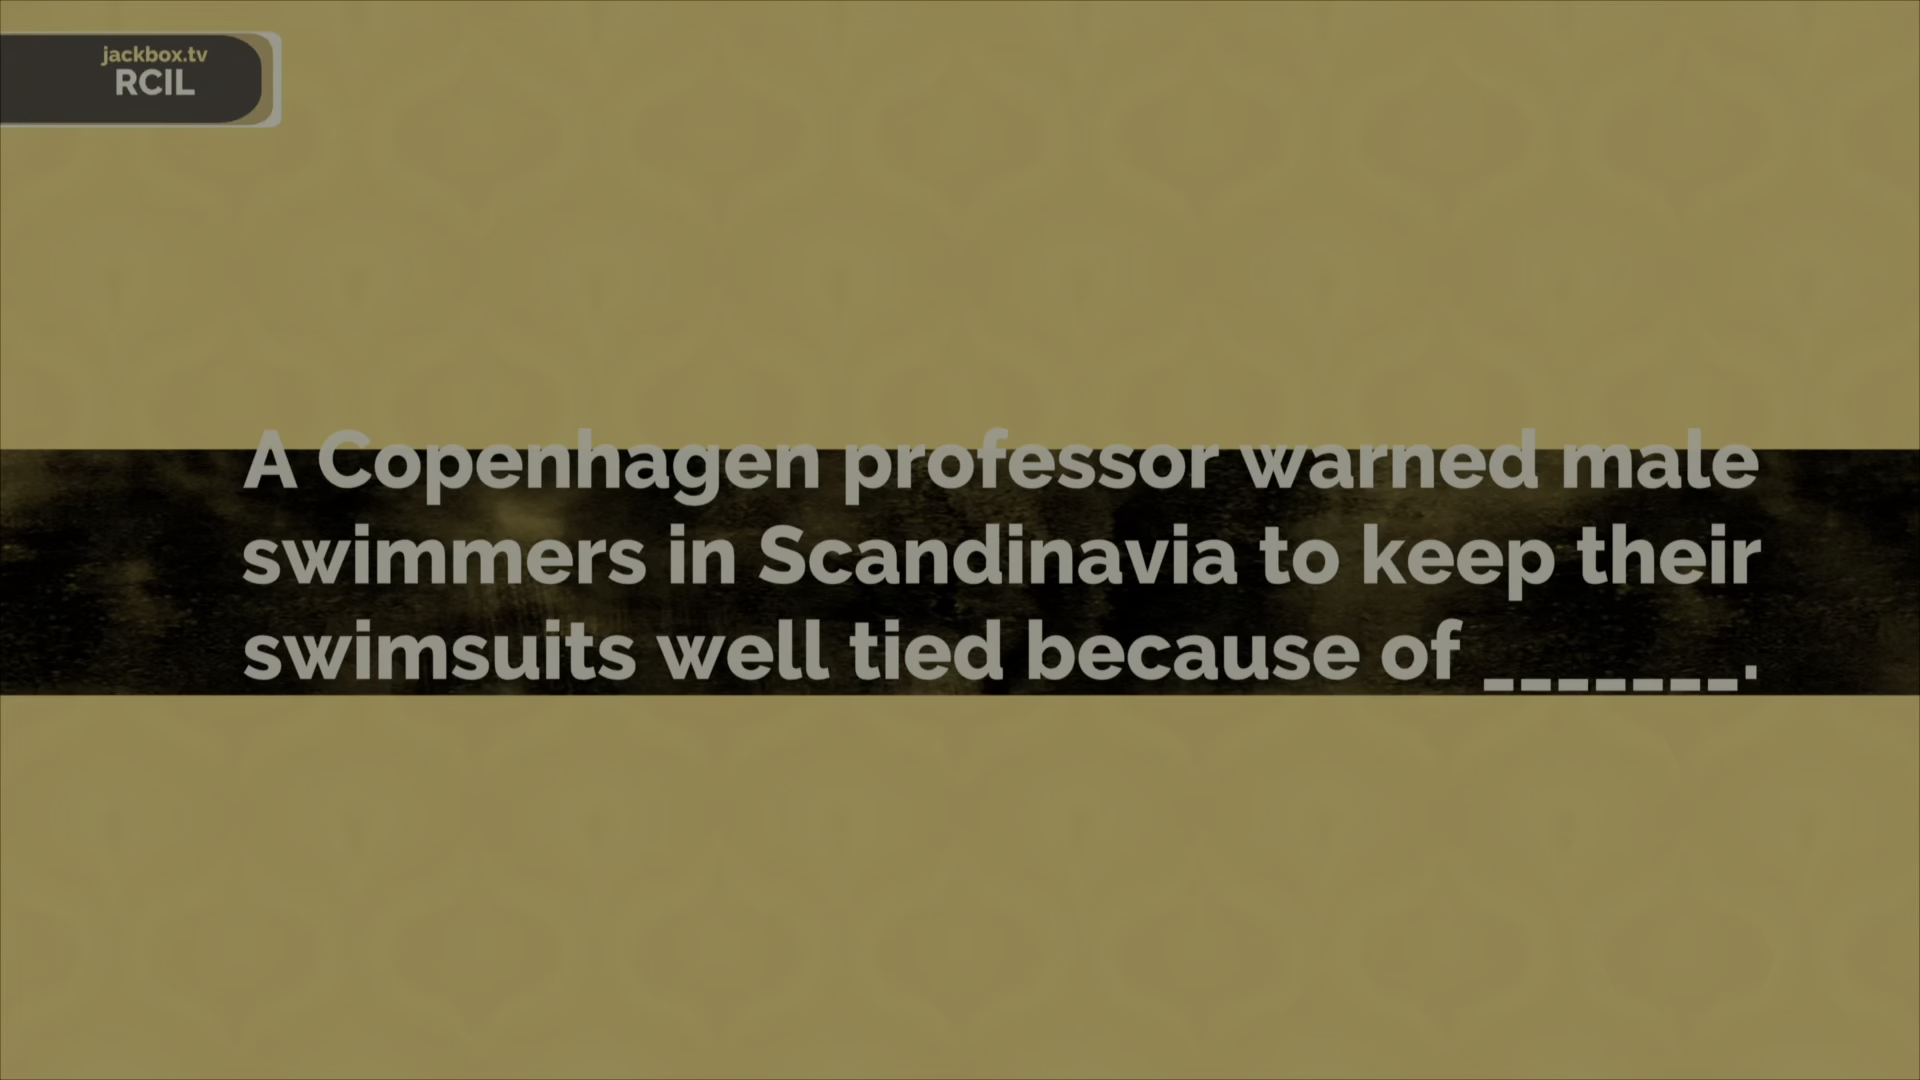 jackbox.tv
RCIL
A Copenhagen professor warned male
swimmers in Scandinavia to keep their
swimsuits well tied because of _______.